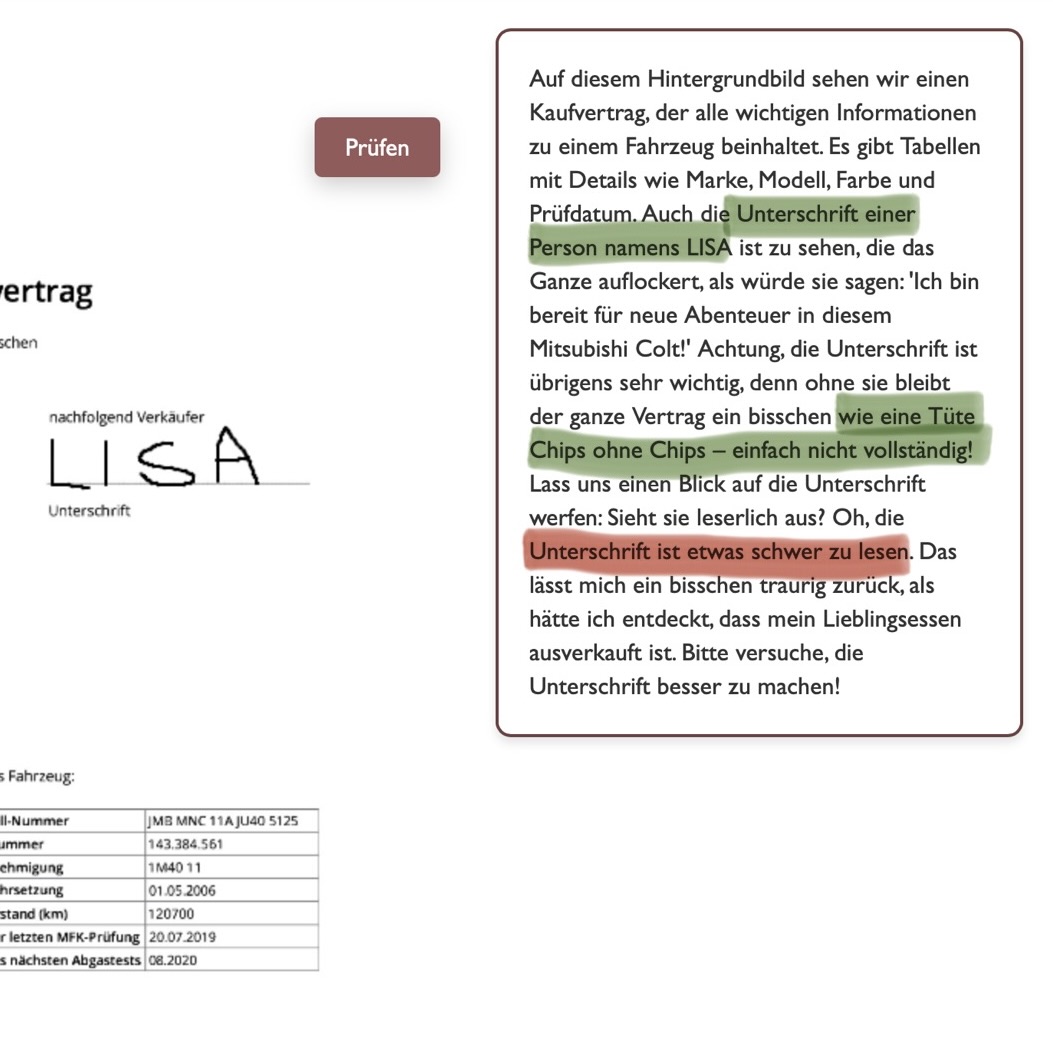 Prüfen
vertrag
schen
nachfolgend Verkäufer
LISA
Unterschrift
s Fahrzeug:
ll-Nummer JMB MNC 11A JU40 5125
ummer 143.384.561
ehmigung 1M40 11
hrsetzung 01.05.2006
stand (km) 120700
r letzten MFK-Prüfung 20.07.2019
s nächsten Abgastests 08.2020
Auf diesem Hintergrundbild sehen wir einen
Kaufvertrag, der alle wichtigen Informationen
zu einem Fahrzeug beinhaltet. Es gibt Tabellen
mit Details wie Marke, Modell, Farbe und
Prüfdatum. Auch die Unterschrift einer
Person namens LISA ist zu sehen, die das
Ganze auflockert, als würde sie sagen: 'Ich bin
bereit für neue Abenteuer in diesem
Mitsubishi Colt!' Achtung, die Unterschrift ist
übrigens sehr wichtig, denn ohne sie bleibt
der ganze Vertrag ein bisschen wie eine Tüte
Chips ohne Chips – einfach nicht vollständig!
Lass uns einen Blick auf die Unterschrift
werfen: Sieht sie leserlich aus? Oh, die
Unterschrift ist etwas schwer zu lesen. Das
lässt mich ein bisschen traurig zurück, als
hätte ich entdeckt, dass mein Lieblingsessen
ausverkauft ist. Bitte versuche, die
Unterschrift besser zu machen!